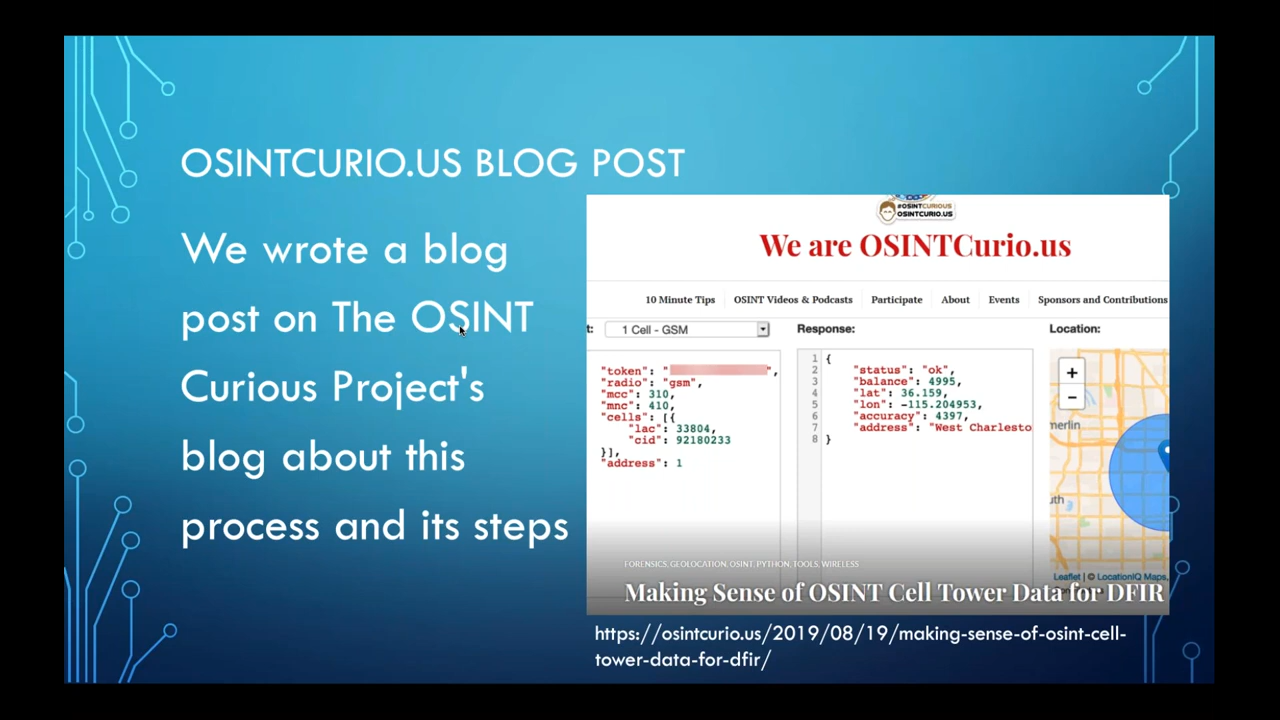 OSINTCURIO.US BLOG POST
We wrote a blog
post on The OSINT
Curious Project's
blog about this
process and its steps
#OSINTCURIOUS
OSINTCURIO.US
We are OSINTCurio.us
10 Minute Tips OSINT Videos & Podcasts Participate About Events Sponsors and Contributions
t: 1 Cell - GSM Response: Location:
"token": " ",
"radio": "gsm",
"mcc": 310,
"mnc": 410,
"cells": [{
"lac": 33804,
"cid": 92180233
}],
"address": 1
1 {
2 "status": "ok",
3 "balance": 4995,
4 "lat": 36.159,
5 "lon": -115.204953,
6 "accuracy": 4397,
7 "address": "West Charlesto
8 }
+
−
merlin
uth
Leaflet | © LocationIQ Maps,
FORENSICS, GEOLOCATION, OSINT, PYTHON, TOOLS, WIRELESS
Making Sense of OSINT Cell Tower Data for DFIR
https://osintcurio.us/2019/08/19/making-sense-of-osint-cell-
tower-data-for-dfir/